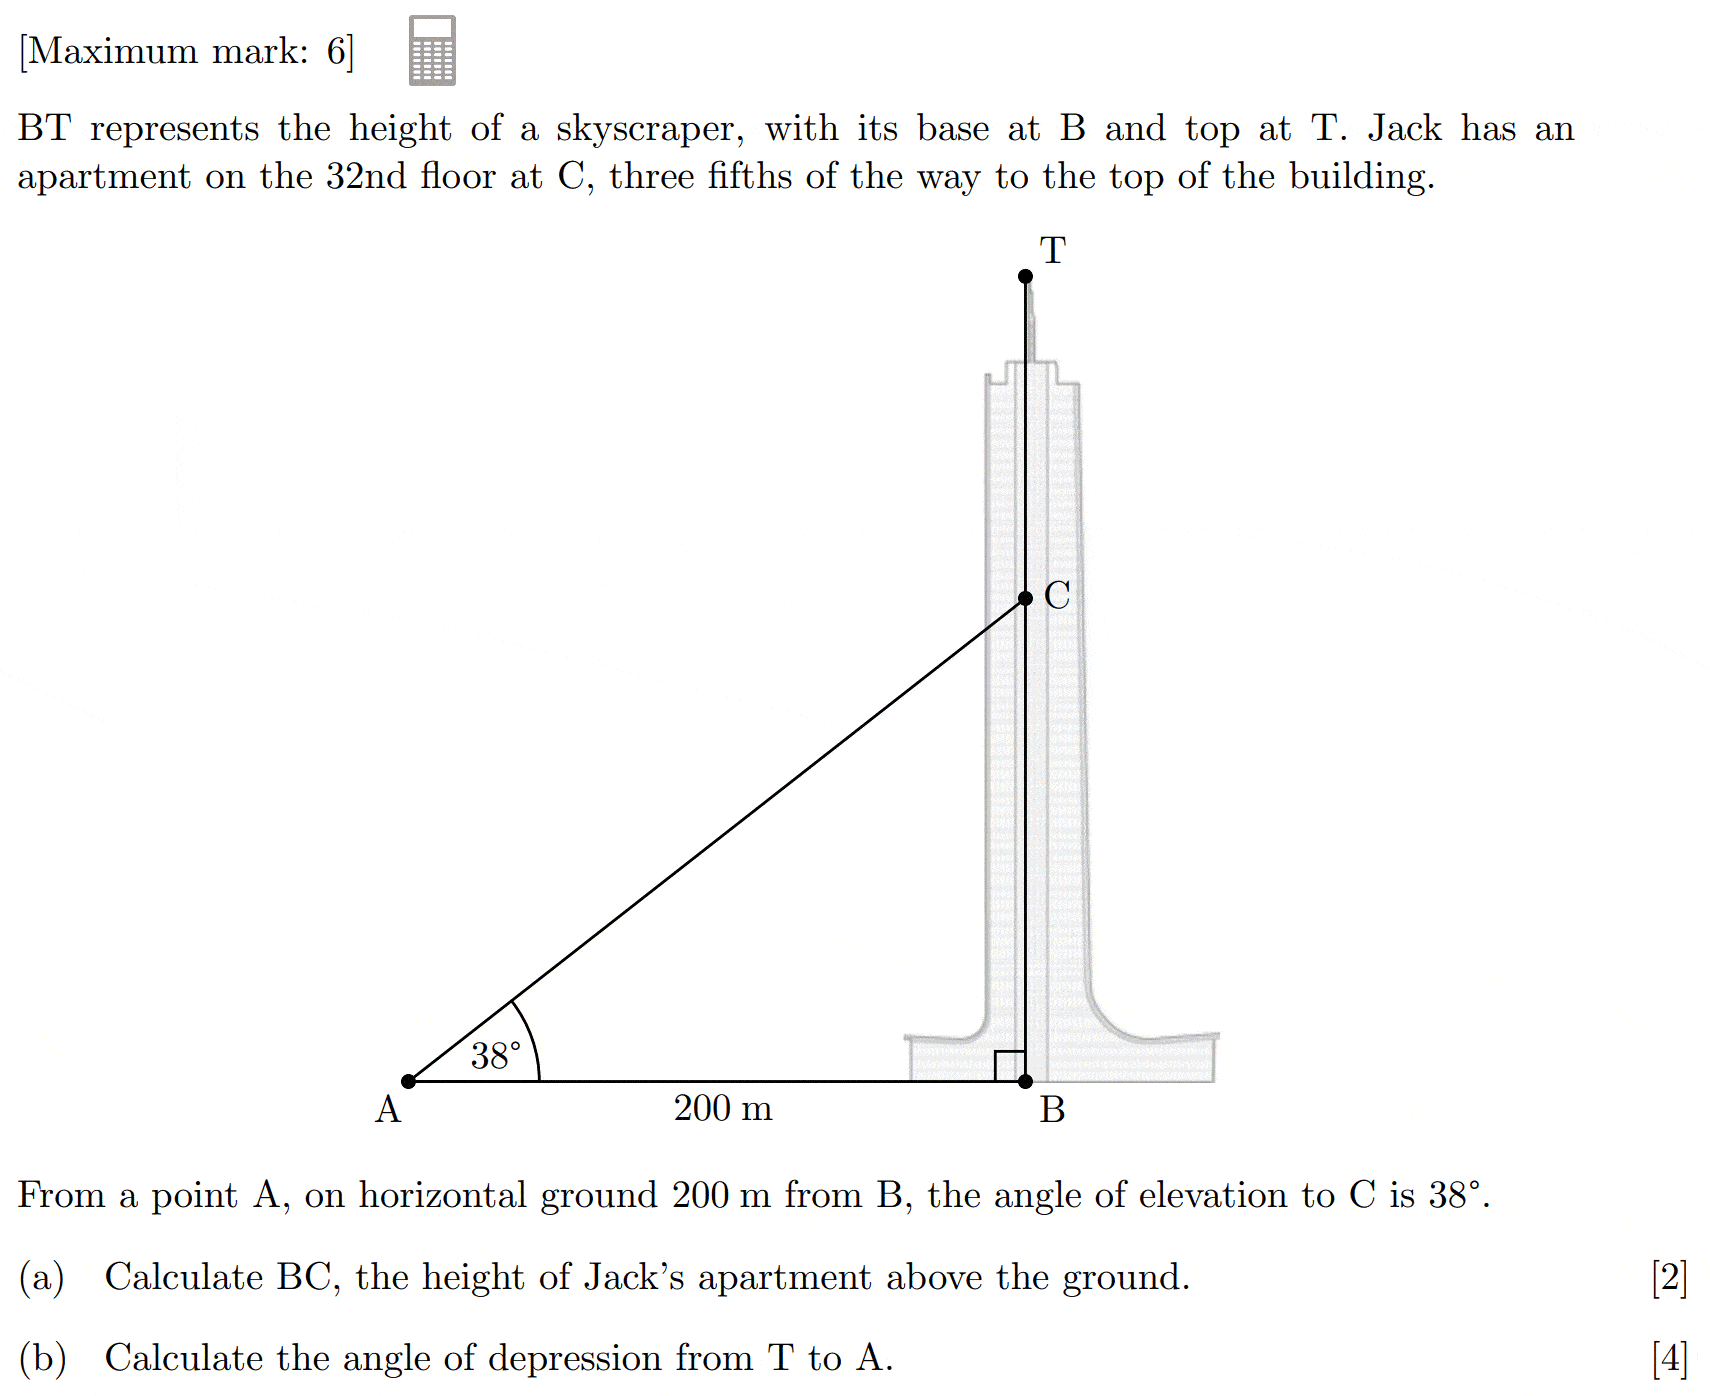 [Maximum mark: 6]
BT represents the height of a skyscraper, with its base at B and top at T. Jack has an
apartment on the 32nd floor at C, three fifths of the way to the top of the building.
T
C
38°
A
200 m
B
From a point A, on horizontal ground 200 m from B, the angle of elevation to C is 38°.
(a) Calculate BC, the height of Jack’s apartment above the ground. [2]
(b) Calculate the angle of depression from T to A. [4]